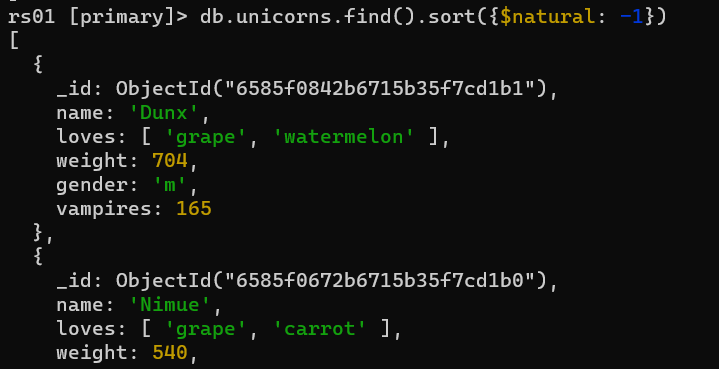 rs01 [primary]> db.unicorns.find().sort({$natural: -1})
[
  {
    _id: ObjectId("6585f0842b6715b35f7cd1b1"),
    name: 'Dunx',
    loves: [ 'grape', 'watermelon' ],
    weight: 704,
    gender: 'm',
    vampires: 165
  },
  {
    _id: ObjectId("6585f0672b6715b35f7cd1b0"),
    name: 'Nimue',
    loves: [ 'grape', 'carrot' ],
    weight: 540,